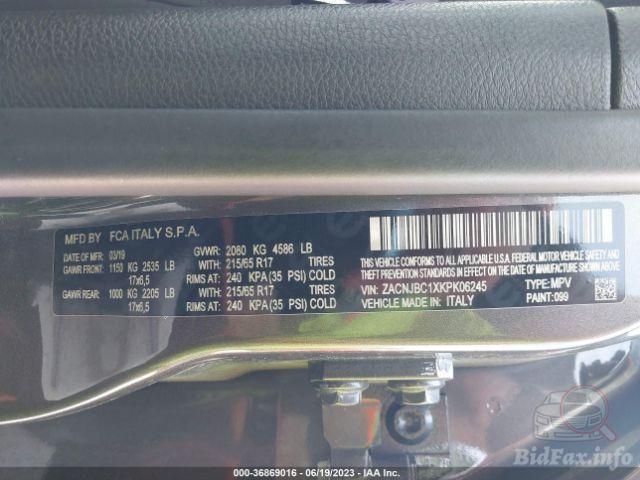 MFD BY FCA ITALY S.P.A.
DATE OF MFR: 03/19 GVWR: 2080 KG 4586 LB
GAWR FRONT: 1150 KG 2535 LB WITH: 215/65 R17 TIRES
17x6,5 RIMS AT: 240 KPA(35 PSI) COLD
GAWR REAR: 1000 KG 2205 LB WITH: 215/65 R17 TIRES
17x6,5 RIMS AT: 240 KPA(35 PSI) COLD
THIS VEHICLE CONFORMS TO ALL APPLICABLE
U.S.A. FEDERAL MOTOR VEHICLE SAFETY
AND THEFT PREVENTION STANDARDS IN EFFECT ON
THE DATE OF MANUFACTURE SHOWN ABOVE
VIN: ZACNJBC1XKPK06245 TYPE: MPV
VEHICLE MADE IN: ITALY PAINT: 099
000-36869016 - 06/19/2023 - IAA Inc.
BidFax.info